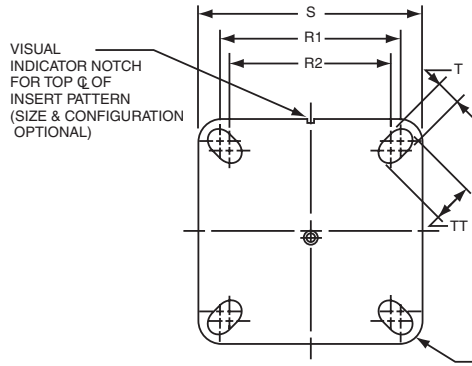 S
R1
R2
T
VISUAL
INDICATOR NOTCH
FOR TOP ℄ OF
INSERT PATTERN
(SIZE & CONFIGURATION
OPTIONAL)
TT